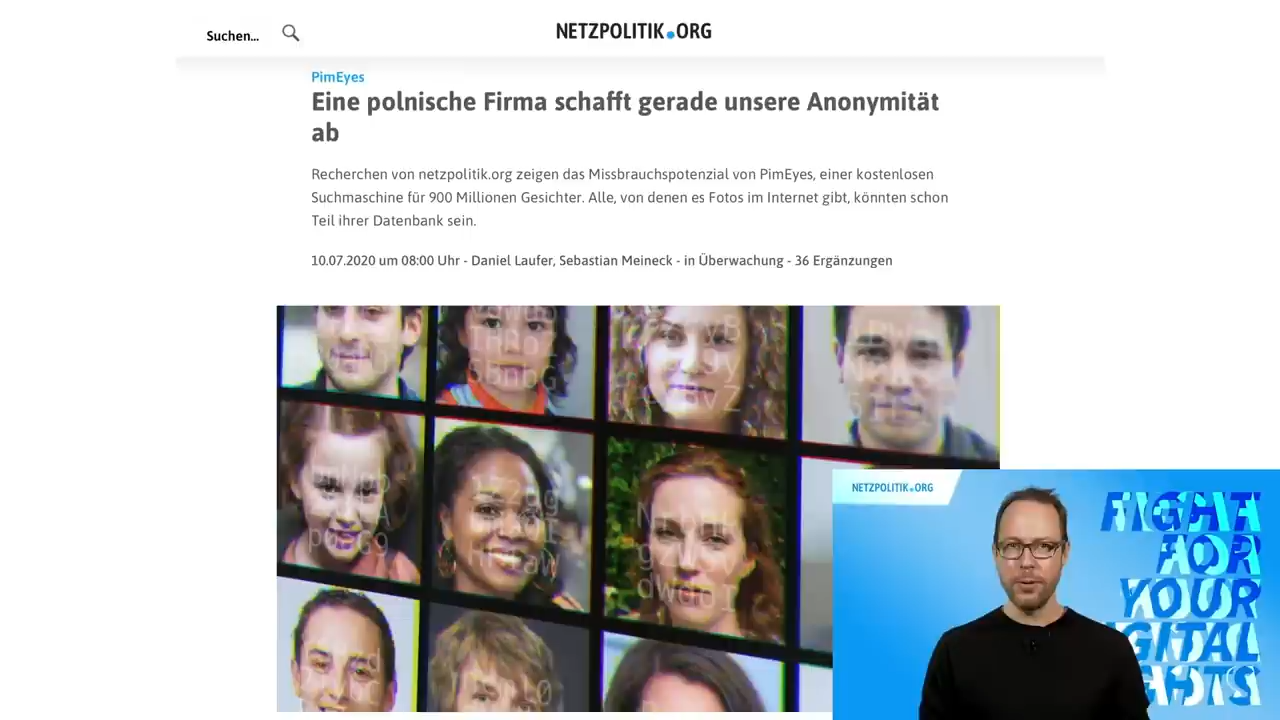 Suchen...
NETZPOLITIK.ORG
PimEyes
Eine polnische Firma schafft gerade unsere Anonymität
ab
Recherchen von netzpolitik.org zeigen das Missbrauchspotenzial von PimEyes, einer kostenlosen
Suchmaschine für 900 Millionen Gesichter. Alle, von denen es Fotos im Internet gibt, könnten schon
Teil ihrer Datenbank sein.
10.07.2020 um 08:00 Uhr - Daniel Laufer, Sebastian Meineck - in Überwachung - 36 Ergänzungen
NETZPOLITIK.ORG
FIGHT
FOR
YOUR